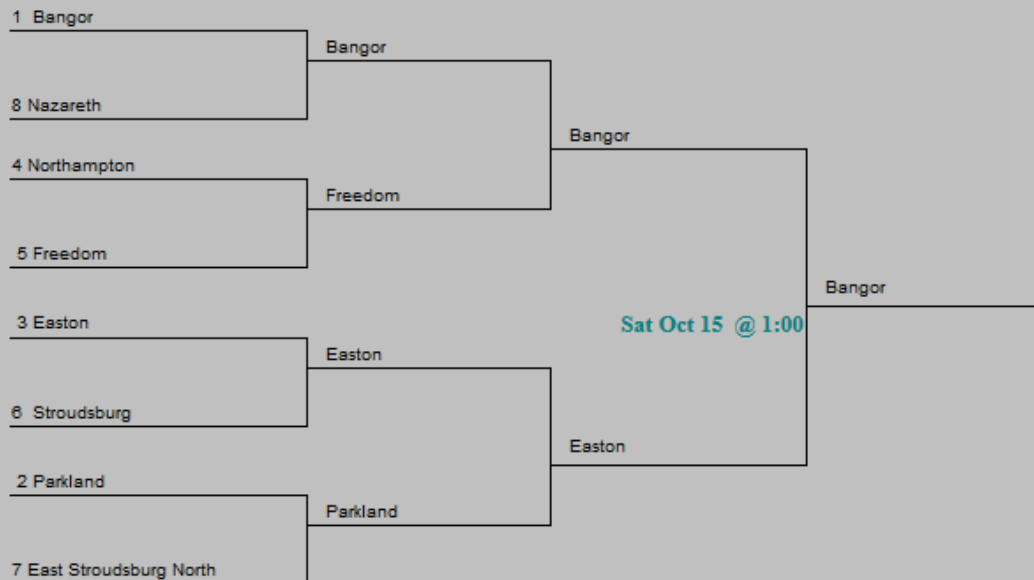 1 Bangor
Bangor
8 Nazareth
Bangor
4 Northampton
Freedom
5 Freedom
Bangor
3 Easton
Sat Oct 15 @ 1:00
Easton
6 Stroudsburg
Easton
2 Parkland
Parkland
7 East Stroudsburg North